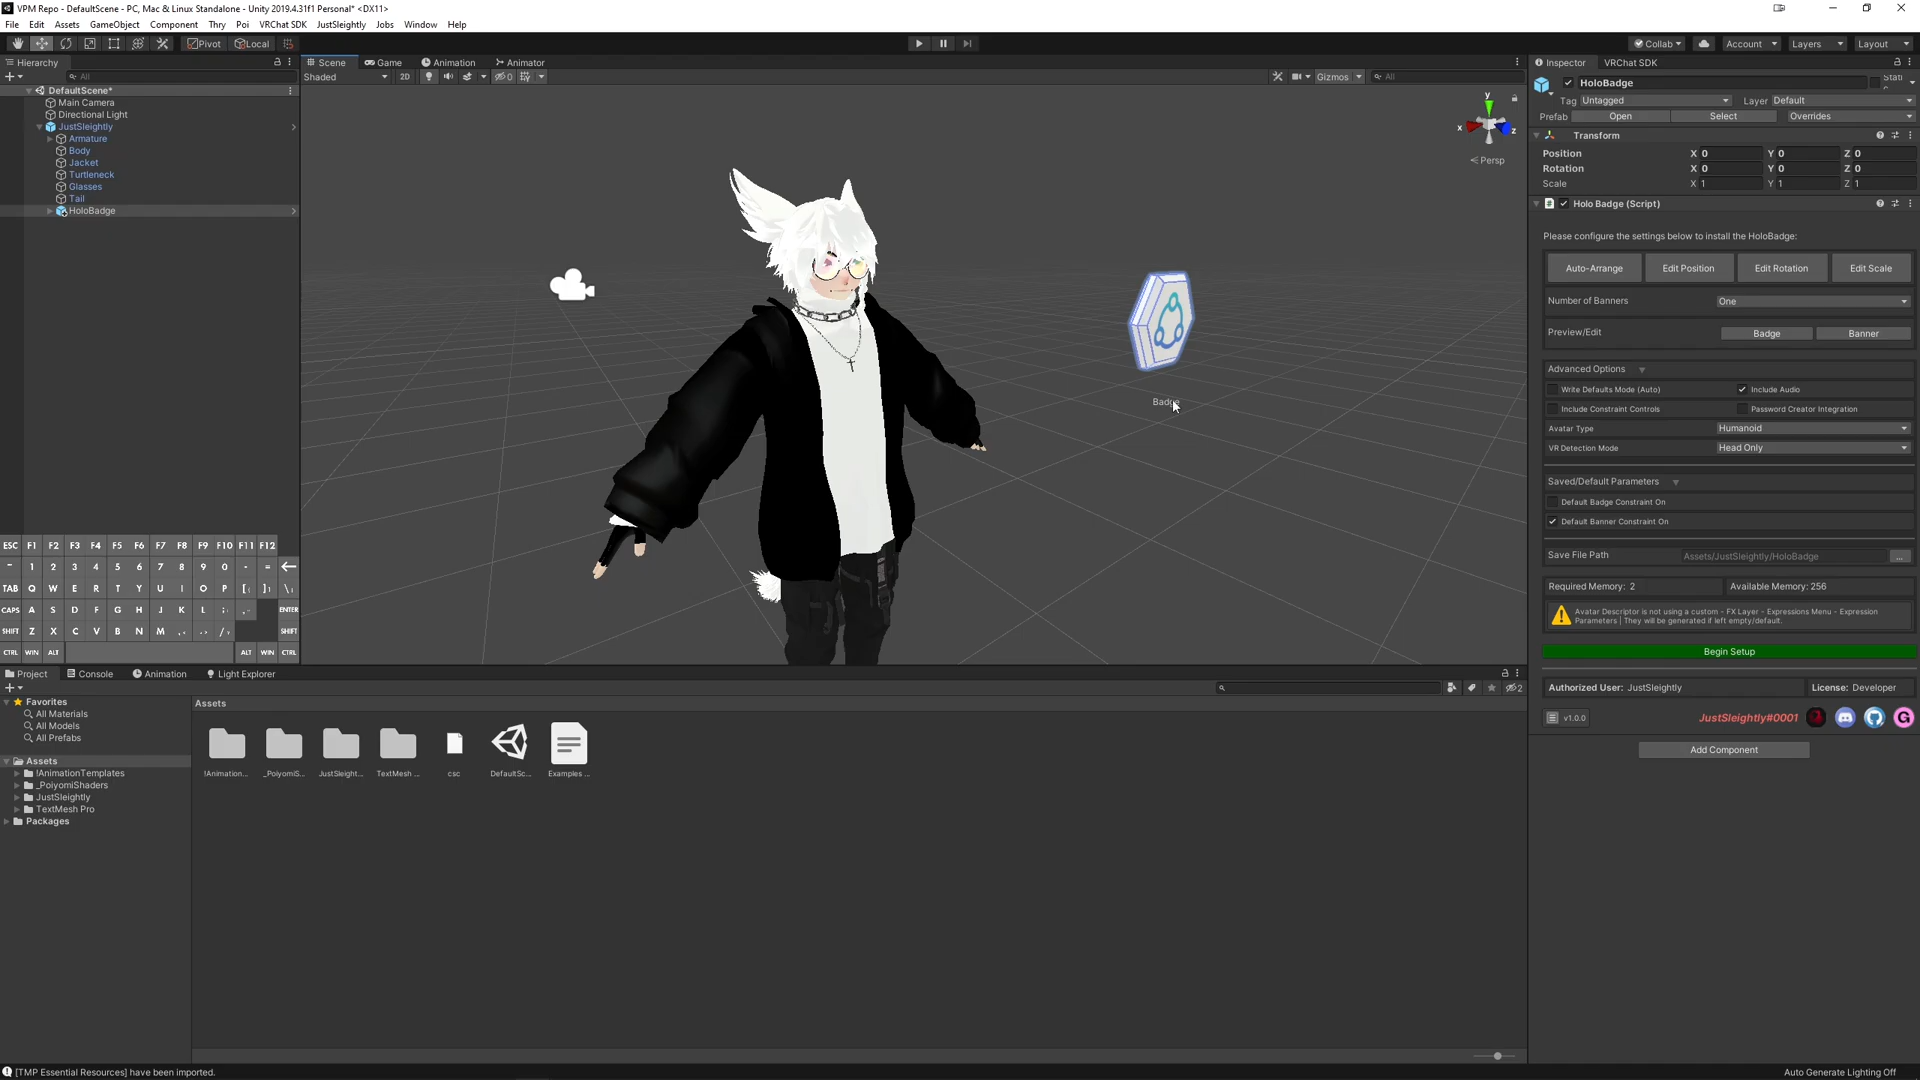 VPM Repo - DefaultScene - PC, Mac & Linux Standalone - Unity 2019.4.31f1 Personal* <DX11>
File Edit Assets GameObject Component Thry Poi VRChat SDK JustSleightly Jobs Window Help
Pivot Local Collab Account Layers Layout
Hierarchy
All
DefaultScene*
Main Camera
Directional Light
JustSleightly
Armature
Body
Jacket
Turtleneck
Glasses
Tail
HoloBadge
Scene Game Animation Animator
Shaded 2D 0 Gizmos All
y
x z
Persp
Badge
ESC F1 F2 F3 F4 F5 F6 F7 F8 F9 F10 F11 F12
~ 1 2 3 4 5 6 7 8 9 0 - =
TAB Q W E R T Y U I O P [ ] \
CAPS A S D F G H J K L ; ENTER
SHIFT Z X C V B N M / SHIFT
CTRL WIN ALT ALT WIN CTRL
Project Console Animation Light Explorer
2
Favorites
All Materials
All Models
All Prefabs
Assets
!AnimationTemplates
_PoiyomiShaders
JustSleightly
TextMesh Pro
Packages
Assets
!Animation... _PoiyomiS... JustSleight... TextMesh ... csc DefaultSc... Examples ...
Inspector VRChat SDK
HoloBadge Stati
c
Tag Untagged Layer Default
Prefab Open Select Overrides
Transform
Position X 0 Y 0 Z 0
Rotation X 0 Y 0 Z 0
Scale X 1 Y 1 Z 1
Holo Badge (Script)
Please configure the settings below to install the HoloBadge:
Auto-Arrange Edit Position Edit Rotation Edit Scale
Number of Banners One
Preview/Edit Badge Banner
Advanced Options
Write Defaults Mode (Auto) Include Audio
Include Constraint Controls Password Creator Integration
Avatar Type Humanoid
VR Detection Mode Head Only
Saved/Default Parameters
Default Badge Constraint On
Default Banner Constraint On
Save File Path Assets/JustSleightly/HoloBadge ...
Required Memory: 2 Available Memory: 256
Avatar Descriptor is not using a custom - FX Layer - Expressions Menu - Expression
Parameters | They will be generated if left empty/default.
Begin Setup
Authorized User: JustSleightly License: Developer
v1.0.0 JustSleightly#0001
Add Component
[TMP Essential Resources] have been imported.
Auto Generate Lighting Off